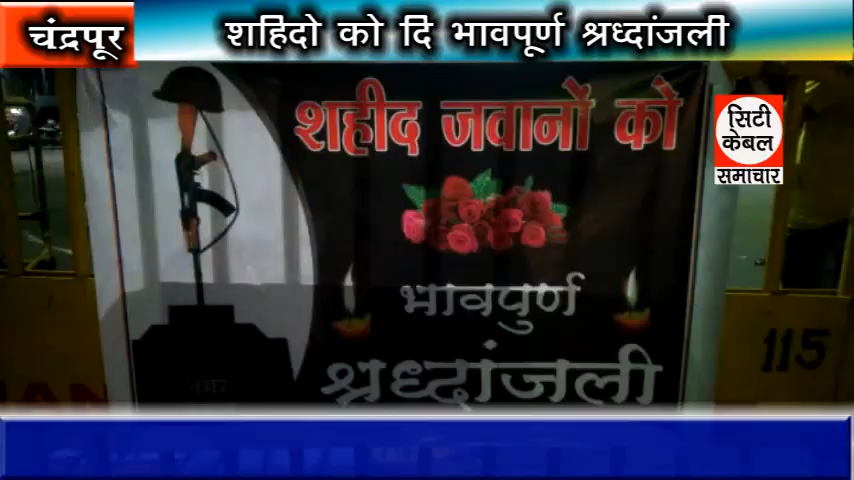 चंद्रपूर
शहिदो को दि भावपूर्ण श्रध्दांजली
शहीद जवानों को
सिटी
केबल
समाचार
भावपुर्ण
115
श्रध्दांजली